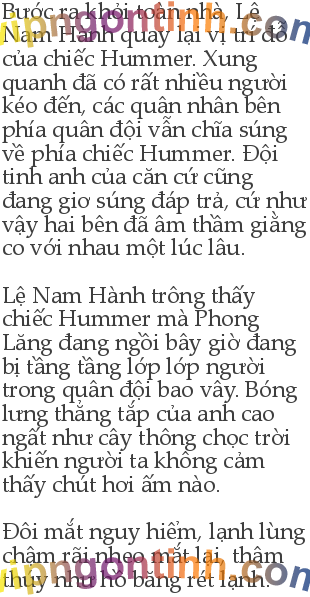 Bước ra khỏi toàn nhà, Lệ
Nam Hành quay lại vị trí đỗ
của chiếc Hummer. Xung
quanh đã có rất nhiều người
kéo đến, các quân nhân bên
phía quân đội vẫn chĩa súng
về phía chiếc Hummer. Đội
tinh anh của căn cứ cũng
đang giơ súng đáp trả, cứ như
vậy hai bên đã âm thầm giằng
co với nhau một lúc lâu.
Lệ Nam Hành trông thấy
chiếc Hummer mà Phong
Lăng đang ngồi bây giờ đang
bị tầng tầng lớp lớp người
trong quân đội bao vây. Bóng
lưng thẳng tắp của anh cao
ngất như cây thông chọc trời
khiến người ta không cảm
thấy chút hơi ấm nào.
Đôi mắt nguy hiểm, lạnh lùng
chậm rãi nheo mắt lại, thâm
thúy như hồ băng rét lạnh.
vipngontinh.com
vipngontinh.com